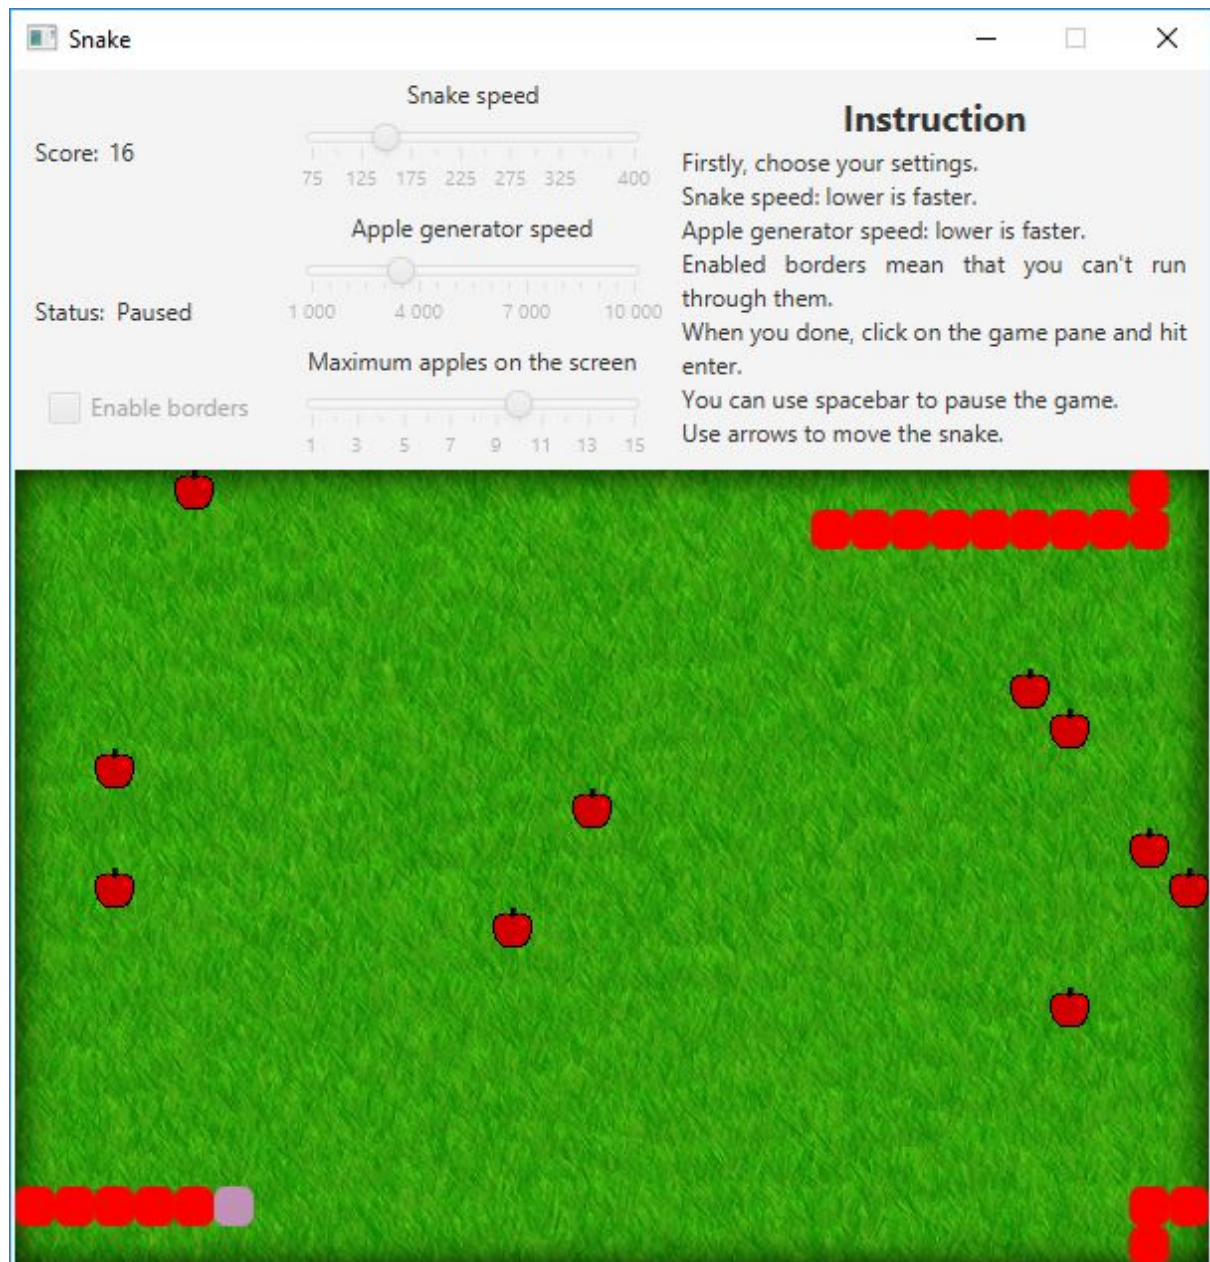 Snake
Score: 16
Status: Paused
Enable borders
Snake speed
75 125 175 225 275 325 400
Apple generator speed
1 000 4 000 7 000 10 000
Maximum apples on the screen
1 3 5 7 9 11 13 15
Instruction
Firstly, choose your settings.
Snake speed: lower is faster.
Apple generator speed: lower is faster.
Enabled borders mean that you can't run
through them.
When you done, click on the game pane and hit
enter.
You can use spacebar to pause the game.
Use arrows to move the snake.